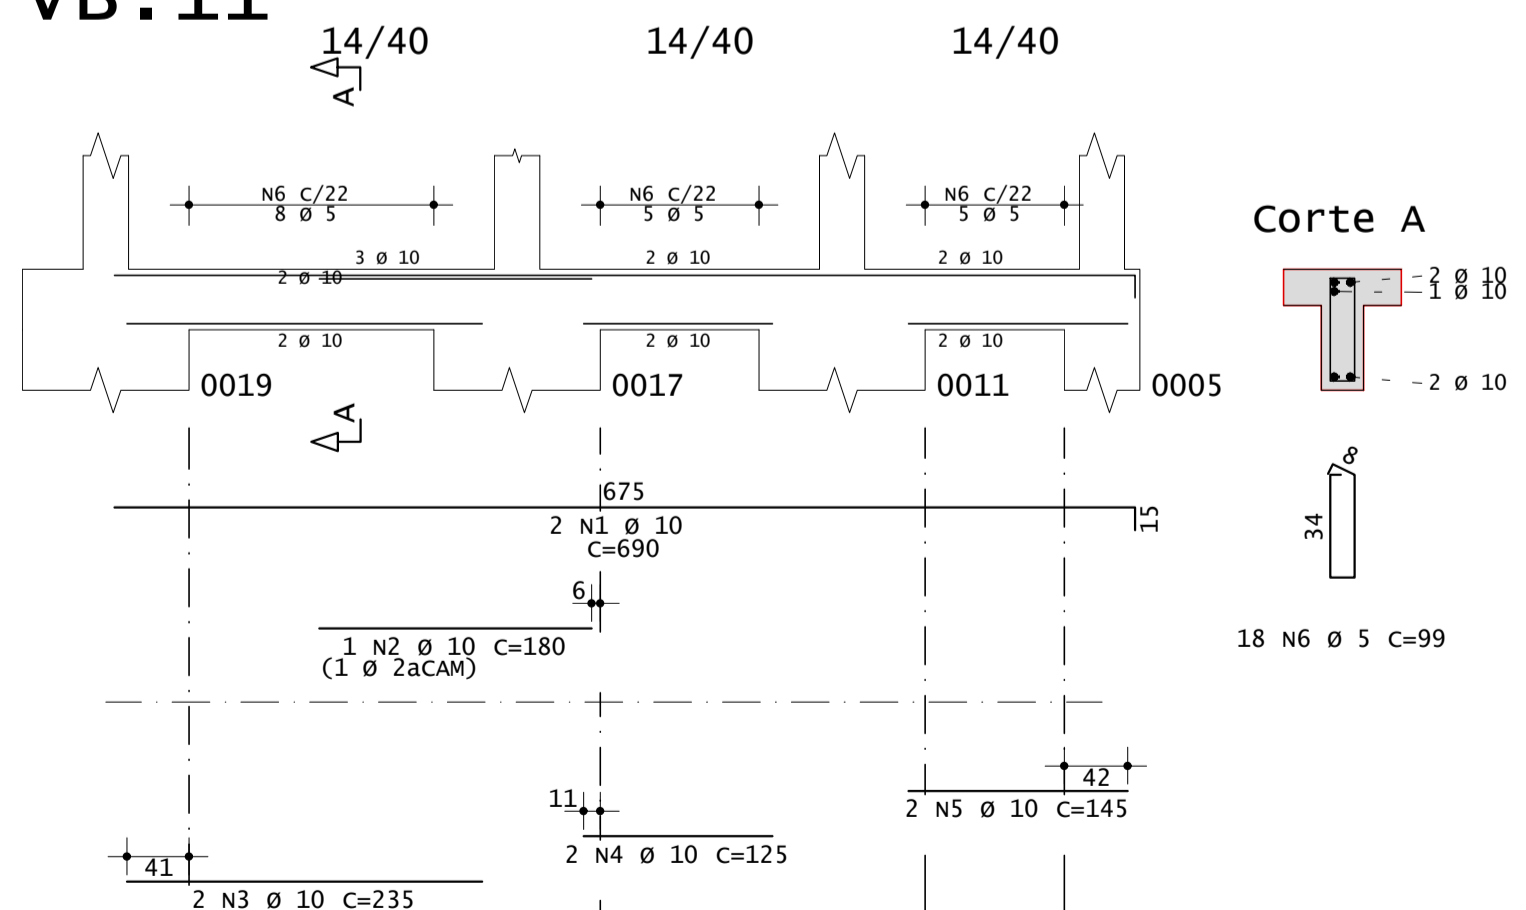 VB.11
14/40 14/40 14/40
A
N6 C/22 N6 C/22 N6 C/22
8 Ø 5 5 Ø 5 5 Ø 5
Corte A
3 Ø 10 2 Ø 10 2 Ø 10
2 Ø 10
2 Ø 10
1 Ø 10
2 Ø 10 2 Ø 10 2 Ø 10
2 Ø 10
0019 0017 0011 0005
A
8
675
15
34
2 N1 Ø 10
C=690
6
1 N2 Ø 10 C=180
(1 Ø 2aCAM)
18 N6 Ø 5 C=99
42
11
2 N5 Ø 10 C=145
2 N4 Ø 10 C=125
41
2 N3 Ø 10 C=235